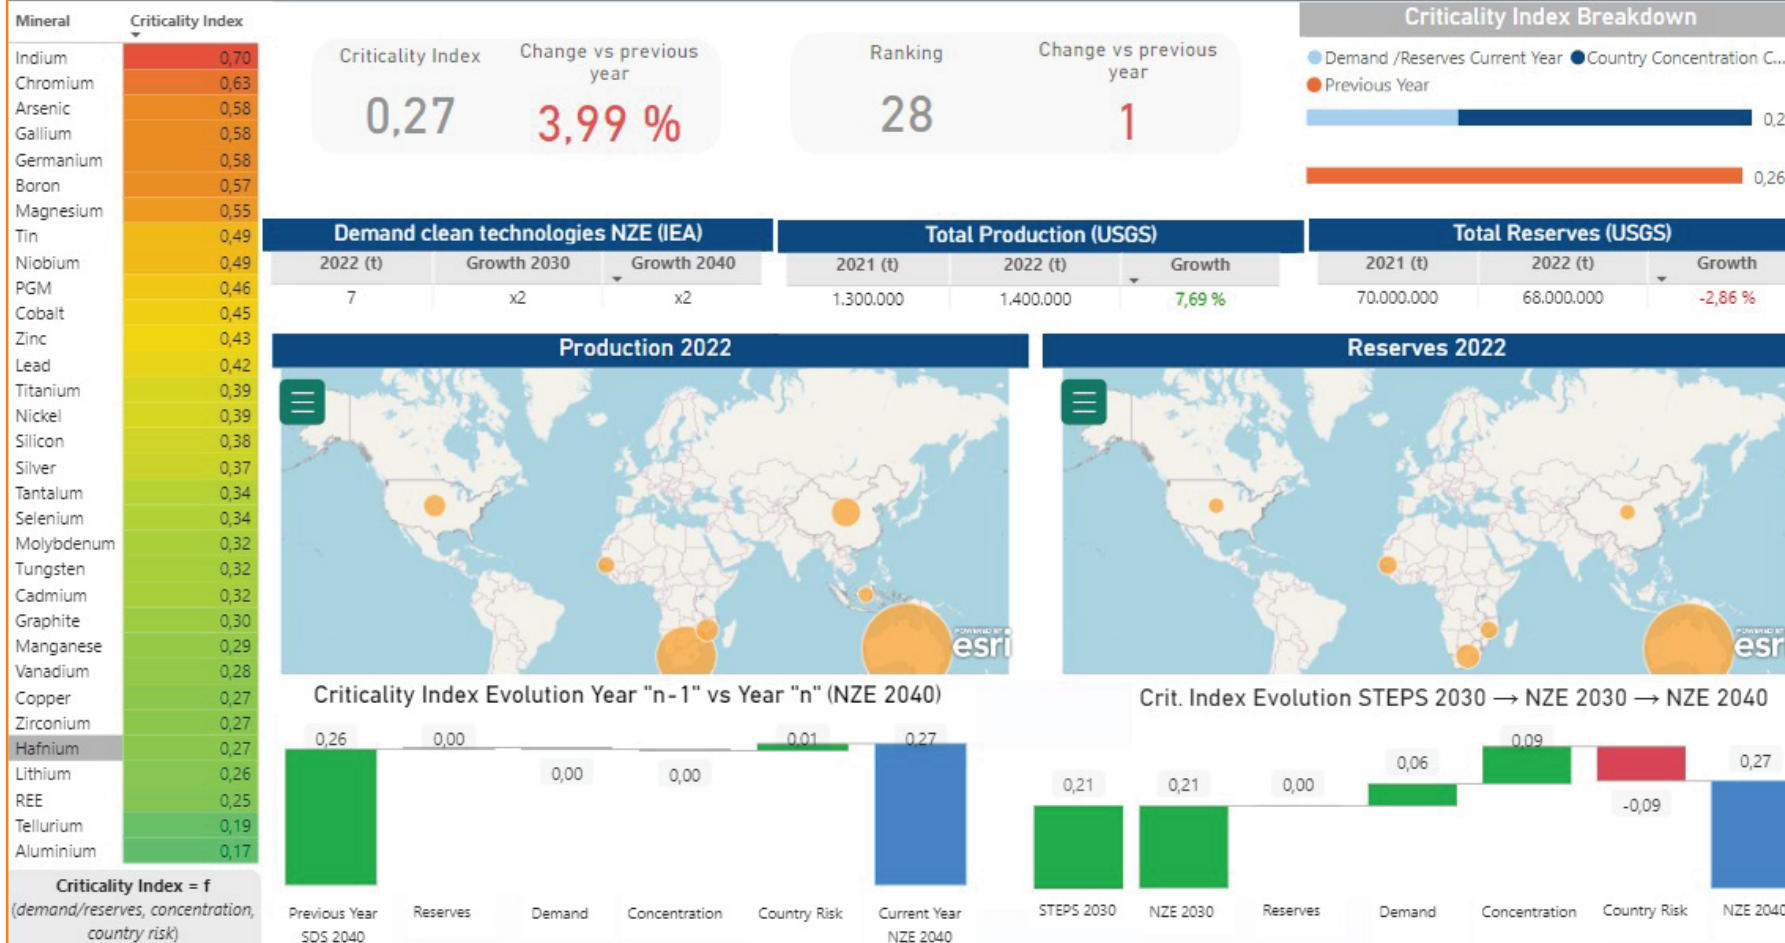 Mineral Criticality Index
Indium 0,70
Chromium 0,63
Arsenic 0,58
Gallium 0,58
Germanium 0,58
Boron 0,57
Magnesium 0,55
Tin 0,49
Niobium 0,49
PGM 0,46
Cobalt 0,45
Zinc 0,43
Lead 0,42
Titanium 0,39
Nickel 0,39
Silicon 0,38
Silver 0,37
Tantalum 0,34
Selenium 0,34
Molybdenum 0,32
Tungsten 0,32
Cadmium 0,32
Graphite 0,30
Manganese 0,29
Vanadium 0,28
Copper 0,27
Zirconium 0,27
Hafnium 0,27
Lithium 0,26
REE 0,25
Tellurium 0,19
Aluminium 0,17
Criticality Index = f
(demand/reserves, concentration,
country risk)
Criticality Index
0,27
Change vs previous
year
3,99 %
Ranking
28
Change vs previous
year
1
Criticality Index Breakdown
Demand /Reserves Current Year Country Concentration C...
Previous Year
0,2
0,26
Demand clean technologies NZE (IEA)
2022 (t) Growth 2030 Growth 2040
7 x2 x2
Total Production (USGS)
2021 (t) 2022 (t) Growth
1.300.000 1.400.000 7,69 %
Total Reserves (USGS)
2021 (t) 2022 (t) Growth
70.000.000 68.000.000 -2,86 %
Production 2022
POWERED BY
esri
Reserves 2022
POWERED BY
esri
Criticality Index Evolution Year "n-1" vs Year "n" (NZE 2040)
0,26 0,00 0,00 0,00 0,01 0,27
Previous Year
SDS 2040
Reserves
Demand
Concentration
Country Risk
Current Year
NZE 2040
Crit. Index Evolution STEPS 2030 → NZE 2030 → NZE 2040
0,21 0,21 0,00 0,06 0,09 -0,09 0,27
STEPS 2030 NZE 2030 Reserves Demand Concentration Country Risk NZE 2040